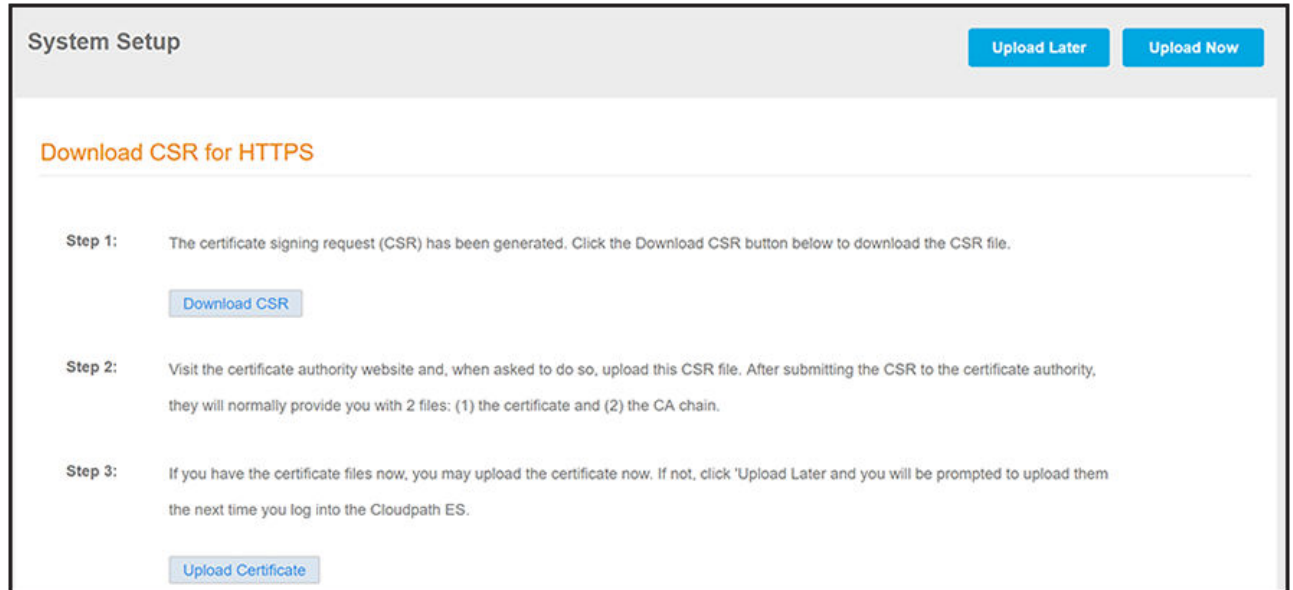 System Setup
Upload Later
Upload Now
Download CSR for HTTPS
Step 1:
The certificate signing request (CSR) has been generated. Click the Download CSR button below to download the CSR file.
Download CSR
Step 2:
Visit the certificate authority website and, when asked to do so, upload this CSR file. After submitting the CSR to the certificate authority,
they will normally provide you with 2 files: (1) the certificate and (2) the CA chain.
Step 3:
If you have the certificate files now, you may upload the certificate now. If not, click 'Upload Later and you will be prompted to upload them
the next time you log into the Cloudpath ES.
Upload Certificate